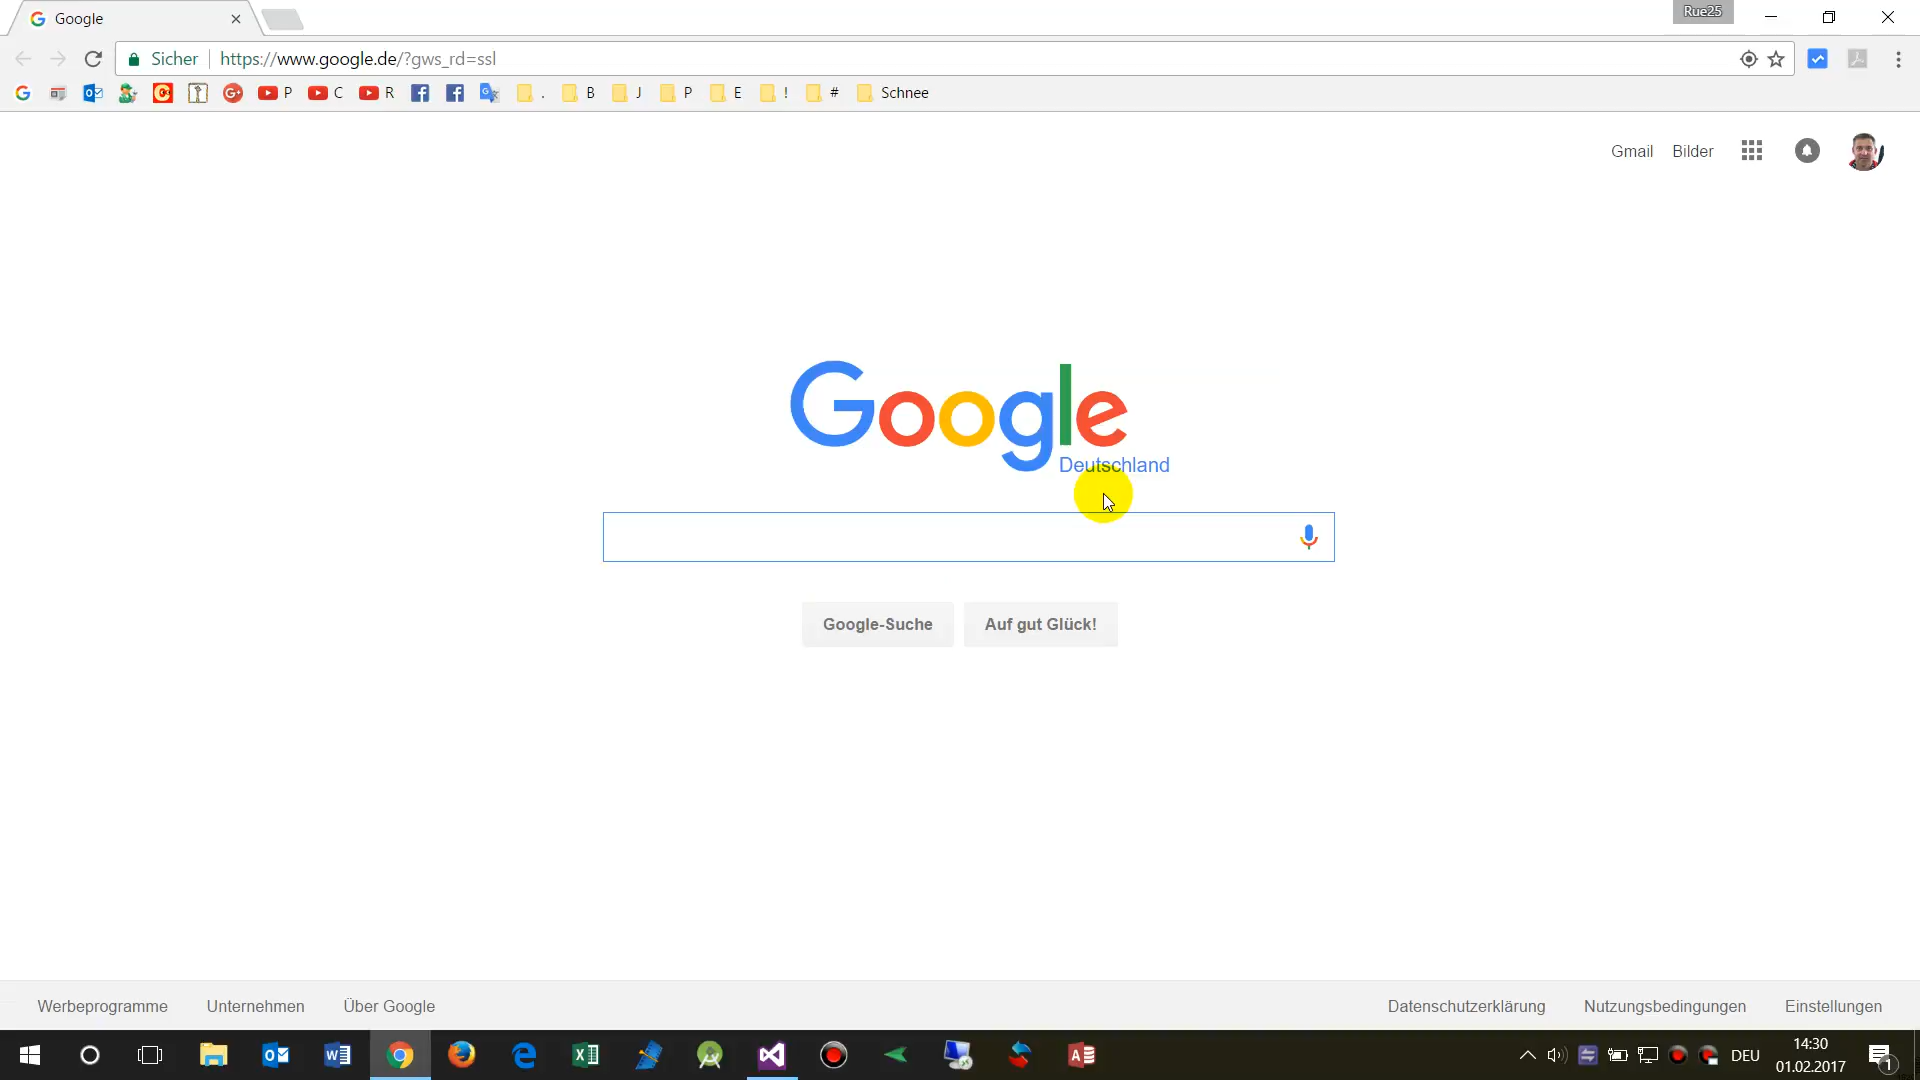 Google
Rue25
Sicher
https://www.google.de/?gws_rd=ssl
P C R . B J P E ! # Schnee
Gmail Bilder
Google
Deutschland
Google-Suche Auf gut Glück!
Werbeprogramme Unternehmen Über Google Datenschutzerklärung Nutzungsbedingungen Einstellungen
DEU
14:30
01.02.2017
1